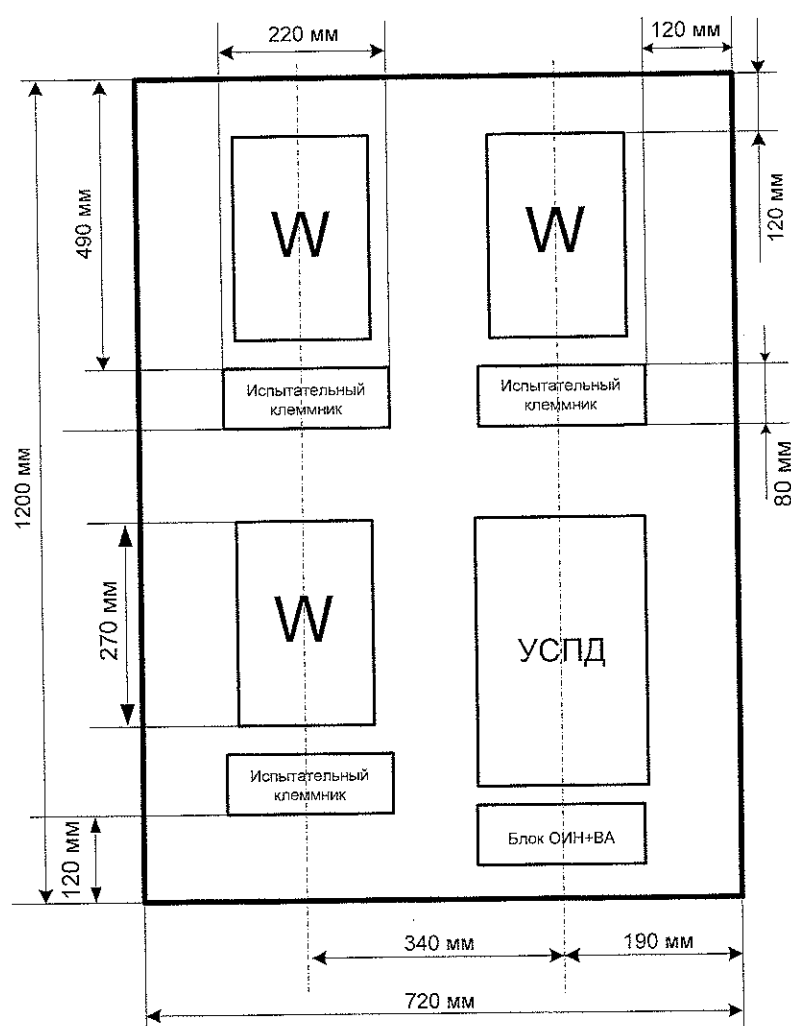 220 мм
120 мм
490 мм
W
W
120 мм
Испытательный
клеммник
Испытательный
клеммник
80 мм
1200 мм
270 мм
W
УСПД
Испытательный
клеммник
Блок ОИН+ВА
120 мм
340 мм
190 мм
720 мм